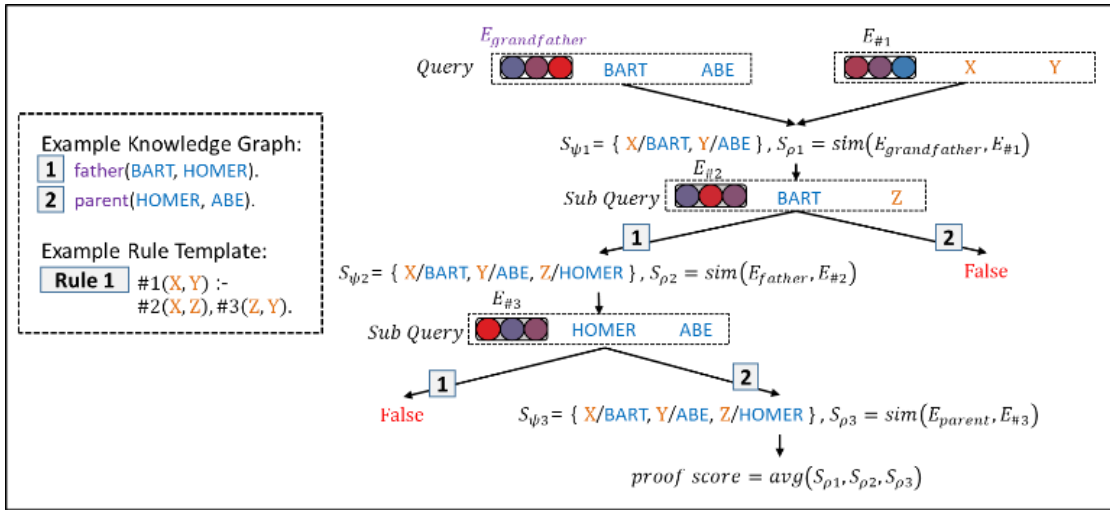 E_grandfather
E_#1
Query
BART ABE
X Y
Example Knowledge Graph:
1 father(BART, HOMER).
2 parent(HOMER, ABE).
Example Rule Template:
Rule 1 #1(X, Y) :-
#2(X, Z), #3(Z, Y).
S_ψ1 = { X/BART, Y/ABE } , S_ρ1 = sim(E_grandfather, E_#1)
E_#2
Sub Query BART Z
1
2
False
S_ψ2 = { X/BART, Y/ABE, Z/HOMER } , S_ρ2 = sim(E_father, E_#2)
E_#3
Sub Query HOMER ABE
1
2
False
S_ψ3 = { X/BART, Y/ABE, Z/HOMER } , S_ρ3 = sim(E_parent, E_#3)
proof score = avg(S_ρ1, S_ρ2, S_ρ3)